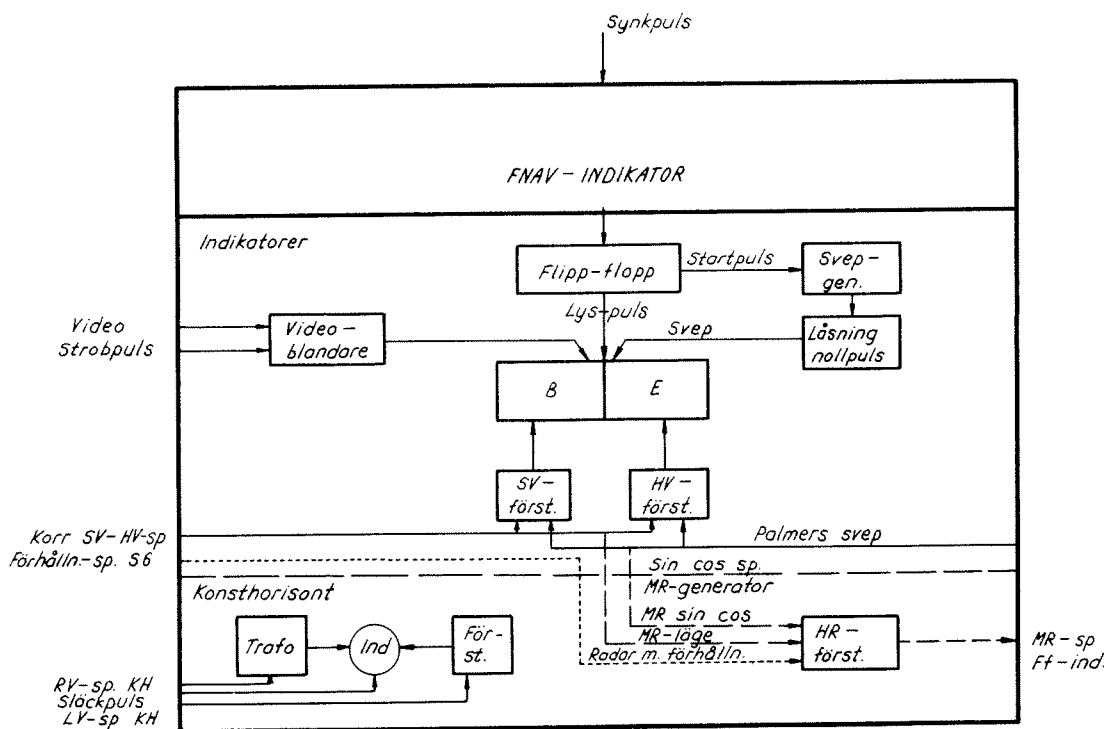 Synkpuls
FNAV-INDIKATOR
Indikatorer
Flipp-flopp
Startpuls
Svep-
gen.
Lys-puls
Video
Strobpuls
Video-
blandare
Svep
Låsning
nollpuls
B
E
SV-
först.
HV-
först.
Korr SV-HV-sp
Palmers svep
Förhålln.-sp. S6
Sin cos sp.
Konsthorisont
MR-generator
MR sin cos
MR-läge
Radar m. förhålln.
HR-
först.
MR-sp
Ff-ind.
Trafo
Ind
För-
st.
RV-sp. KH
Släckpuls
LV-sp KH